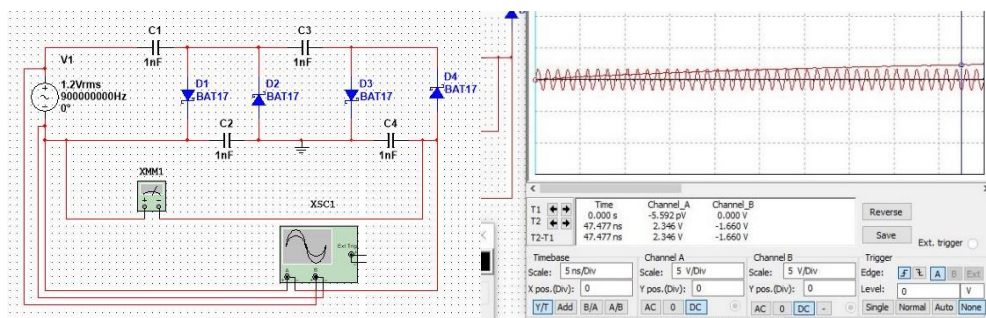 C1
1nF
C3
1nF
V1
1.2Vrms
900000000Hz
0°
D1
BAT17
D2
BAT17
D3
BAT17
D4
BAT17
C2
1nF
C4
1nF
XMM1
XSC1
Ext Trig
A
B
T1
T2
T2-T1
Time Channel_A Channel_B
0.000 s -5.592 pV 0.000 V
47.477 ns 2.346 V -1.660 V
47.477 ns 2.346 V -1.660 V
Reverse
Save
Ext. trigger
Timebase
Scale: 5 ns/Div
X pos.(Div): 0
Y/T Add B/A A/B
Channel A
Scale: 5 V/Div
Y pos.(Div): 0
AC 0 DC
Channel B
Scale: 5 V/Div
Y pos.(Div): 0
AC 0 DC -
Trigger
Edge: A B Ext
Level: 0 V
Single Normal Auto None